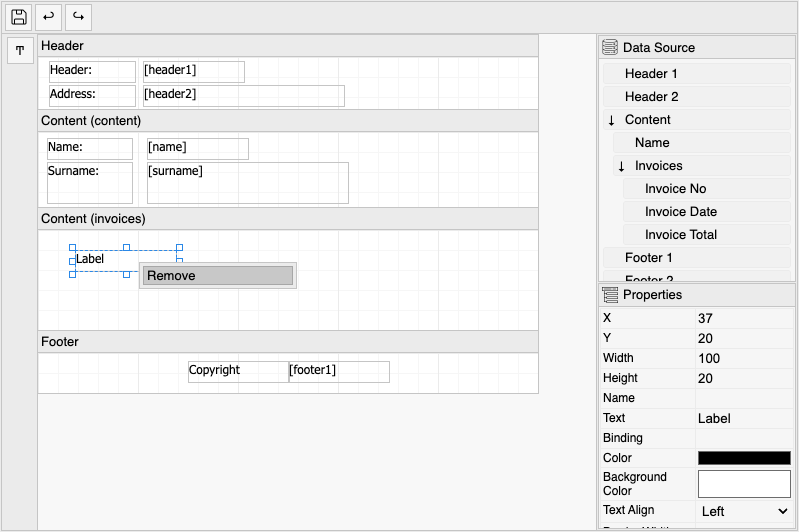 T
Header
Header: [header1]
Address: [header2]
Content (content)
Name: [name]
Surname: [surname]
Content (invoices)
Label
Remove
Footer
Copyright [footer1]
Data Source
Header 1
Header 2
↓ Content
Name
↓ Invoices
Invoice No
Invoice Date
Invoice Total
Footer 1
Footer 2
Properties
X 37
Y 20
Width 100
Height 20
Name
Text Label
Binding
Color
Background
Color
Text Align Left